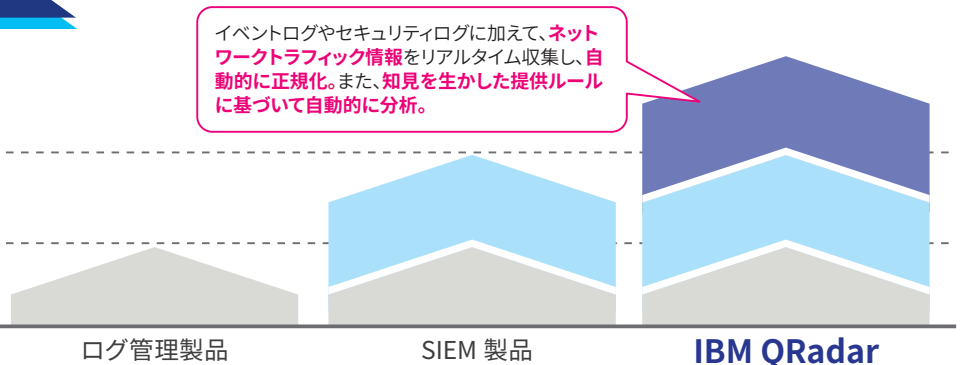 イベントログやセキュリティログに加えて、ネット
ワークトラフィック情報をリアルタイム収集し、自
動的に正規化。また、知見を生かした提供ルール
に基づいて自動的に分析。
ログ管理製品
SIEM 製品
IBM QRadar